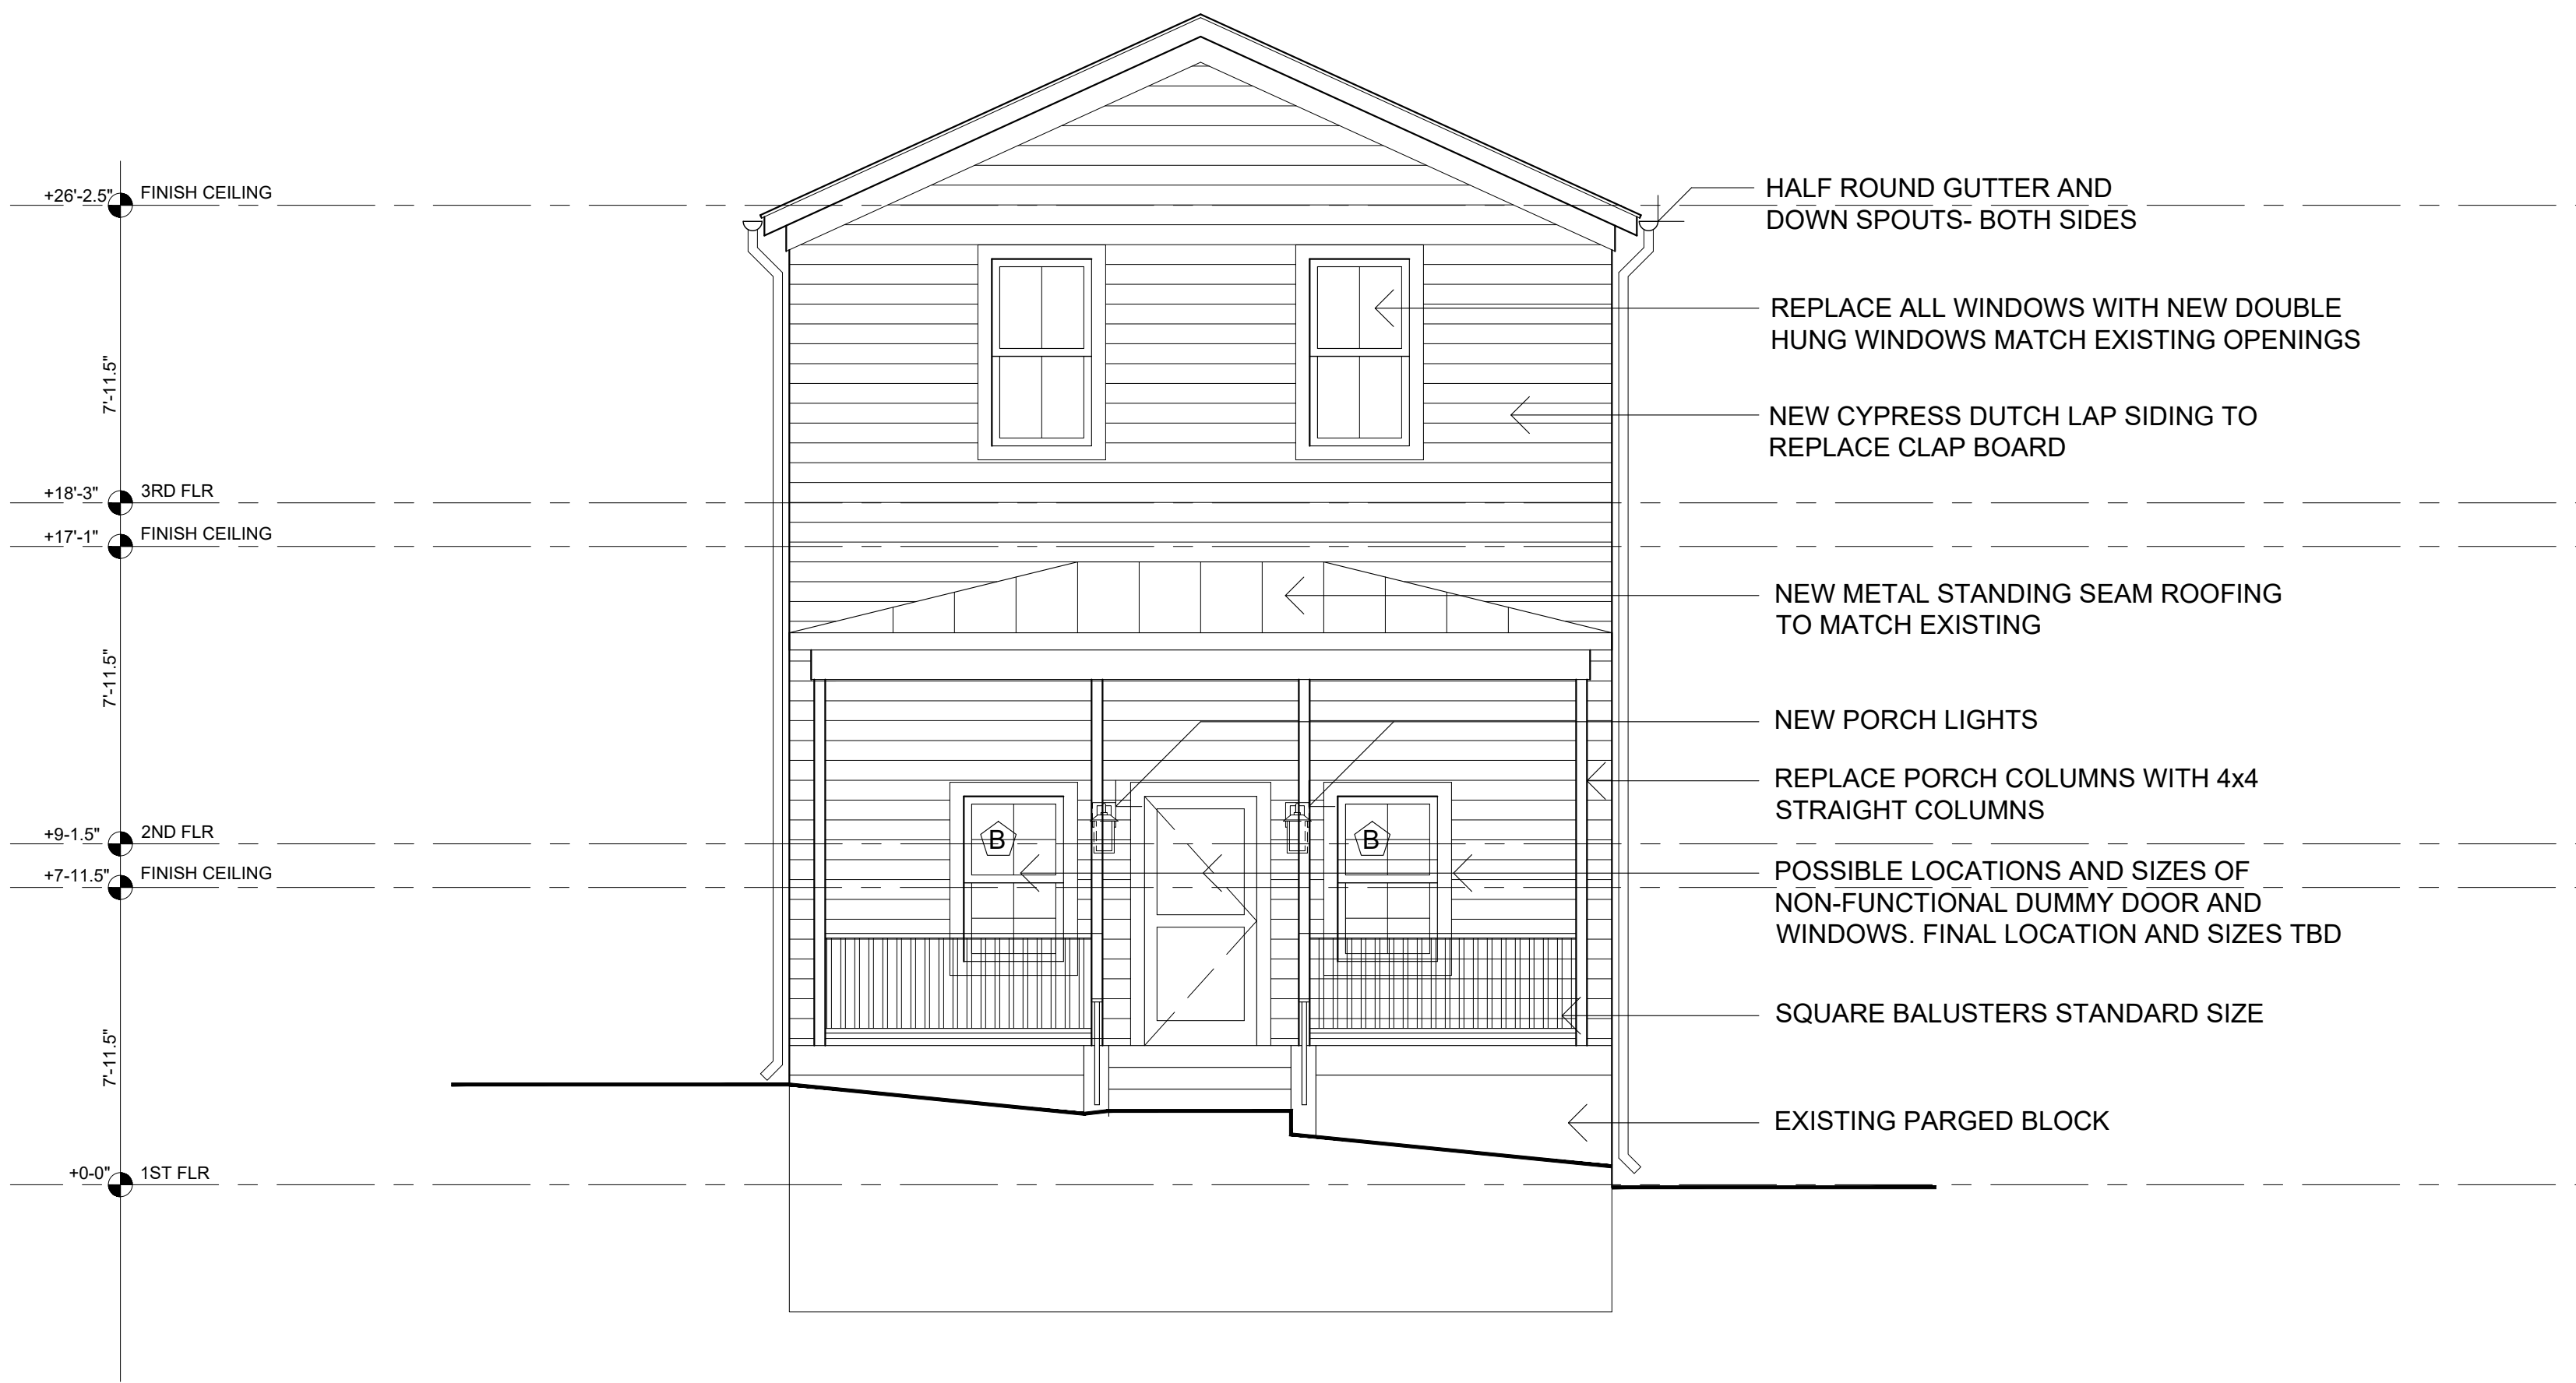 +26'-2.5" FINISH CEILING
7'-11.5"
+18'-3" 3RD FLR
+17'-1" FINISH CEILING
7'-11.5"
+9-1.5" 2ND FLR
+7-11.5" FINISH CEILING
7'-11.5"
+0-0" 1ST FLR
B
B
HALF ROUND GUTTER AND
DOWN SPOUTS- BOTH SIDES
REPLACE ALL WINDOWS WITH NEW DOUBLE
HUNG WINDOWS MATCH EXISTING OPENINGS
NEW CYPRESS DUTCH LAP SIDING TO
REPLACE CLAP BOARD
NEW METAL STANDING SEAM ROOFING
TO MATCH EXISTING
NEW PORCH LIGHTS
REPLACE PORCH COLUMNS WITH 4x4
STRAIGHT COLUMNS
POSSIBLE LOCATIONS AND SIZES OF
NON-FUNCTIONAL DUMMY DOOR AND
WINDOWS. FINAL LOCATION AND SIZES TBD
SQUARE BALUSTERS STANDARD SIZE
EXISTING PARGED BLOCK